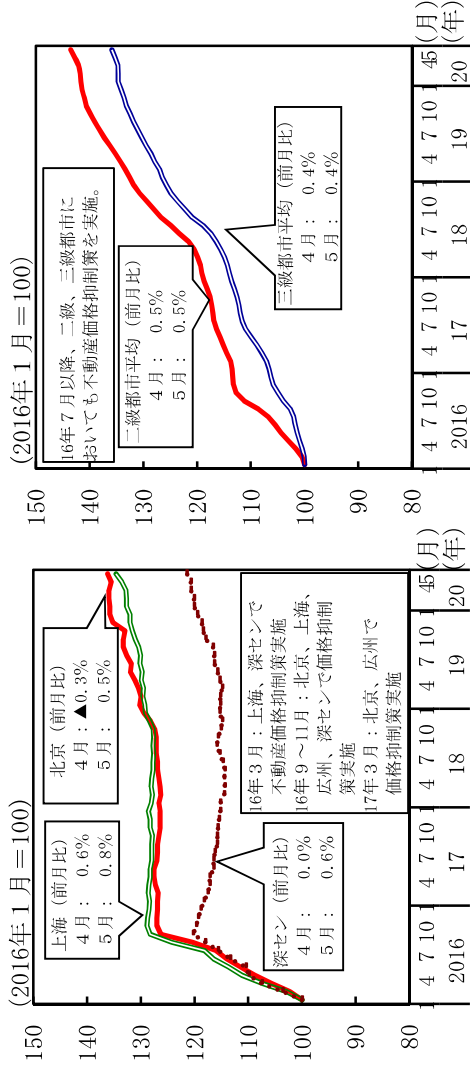 (2016年1月=100)
150
140
130
120
110
100
90
80
上海(前月比)
4月: 0.6%
5月: 0.8%
北京(前月比)
4月:▲0.3%
5月: 0.5%
深セン(前月比)
4月: 0.0%
5月: 0.6%
16年3月:上海、深センで
不動産価格抑制策実施
16年9～11月:北京、上海、
広州、深センで価格抑制
策実施
17年3月:北京、広州で
価格抑制策実施
1 4 7 10 1 4 7 10 1 4 7 10 1 4 7 10 1 45 (月)
2016 17 18 19 20 (年)
(2016年1月=100)
150
140
130
120
110
100
90
80
16年7月以降、二級、三級都市に
おいても不動産価格抑制策を実施。
二級都市平均(前月比)
4月: 0.5%
5月: 0.5%
三級都市平均(前月比)
4月: 0.4%
5月: 0.4%
1 4 7 10 1 4 7 10 1 4 7 10 1 4 7 10 1 45 (月)
2016 17 18 19 20 (年)